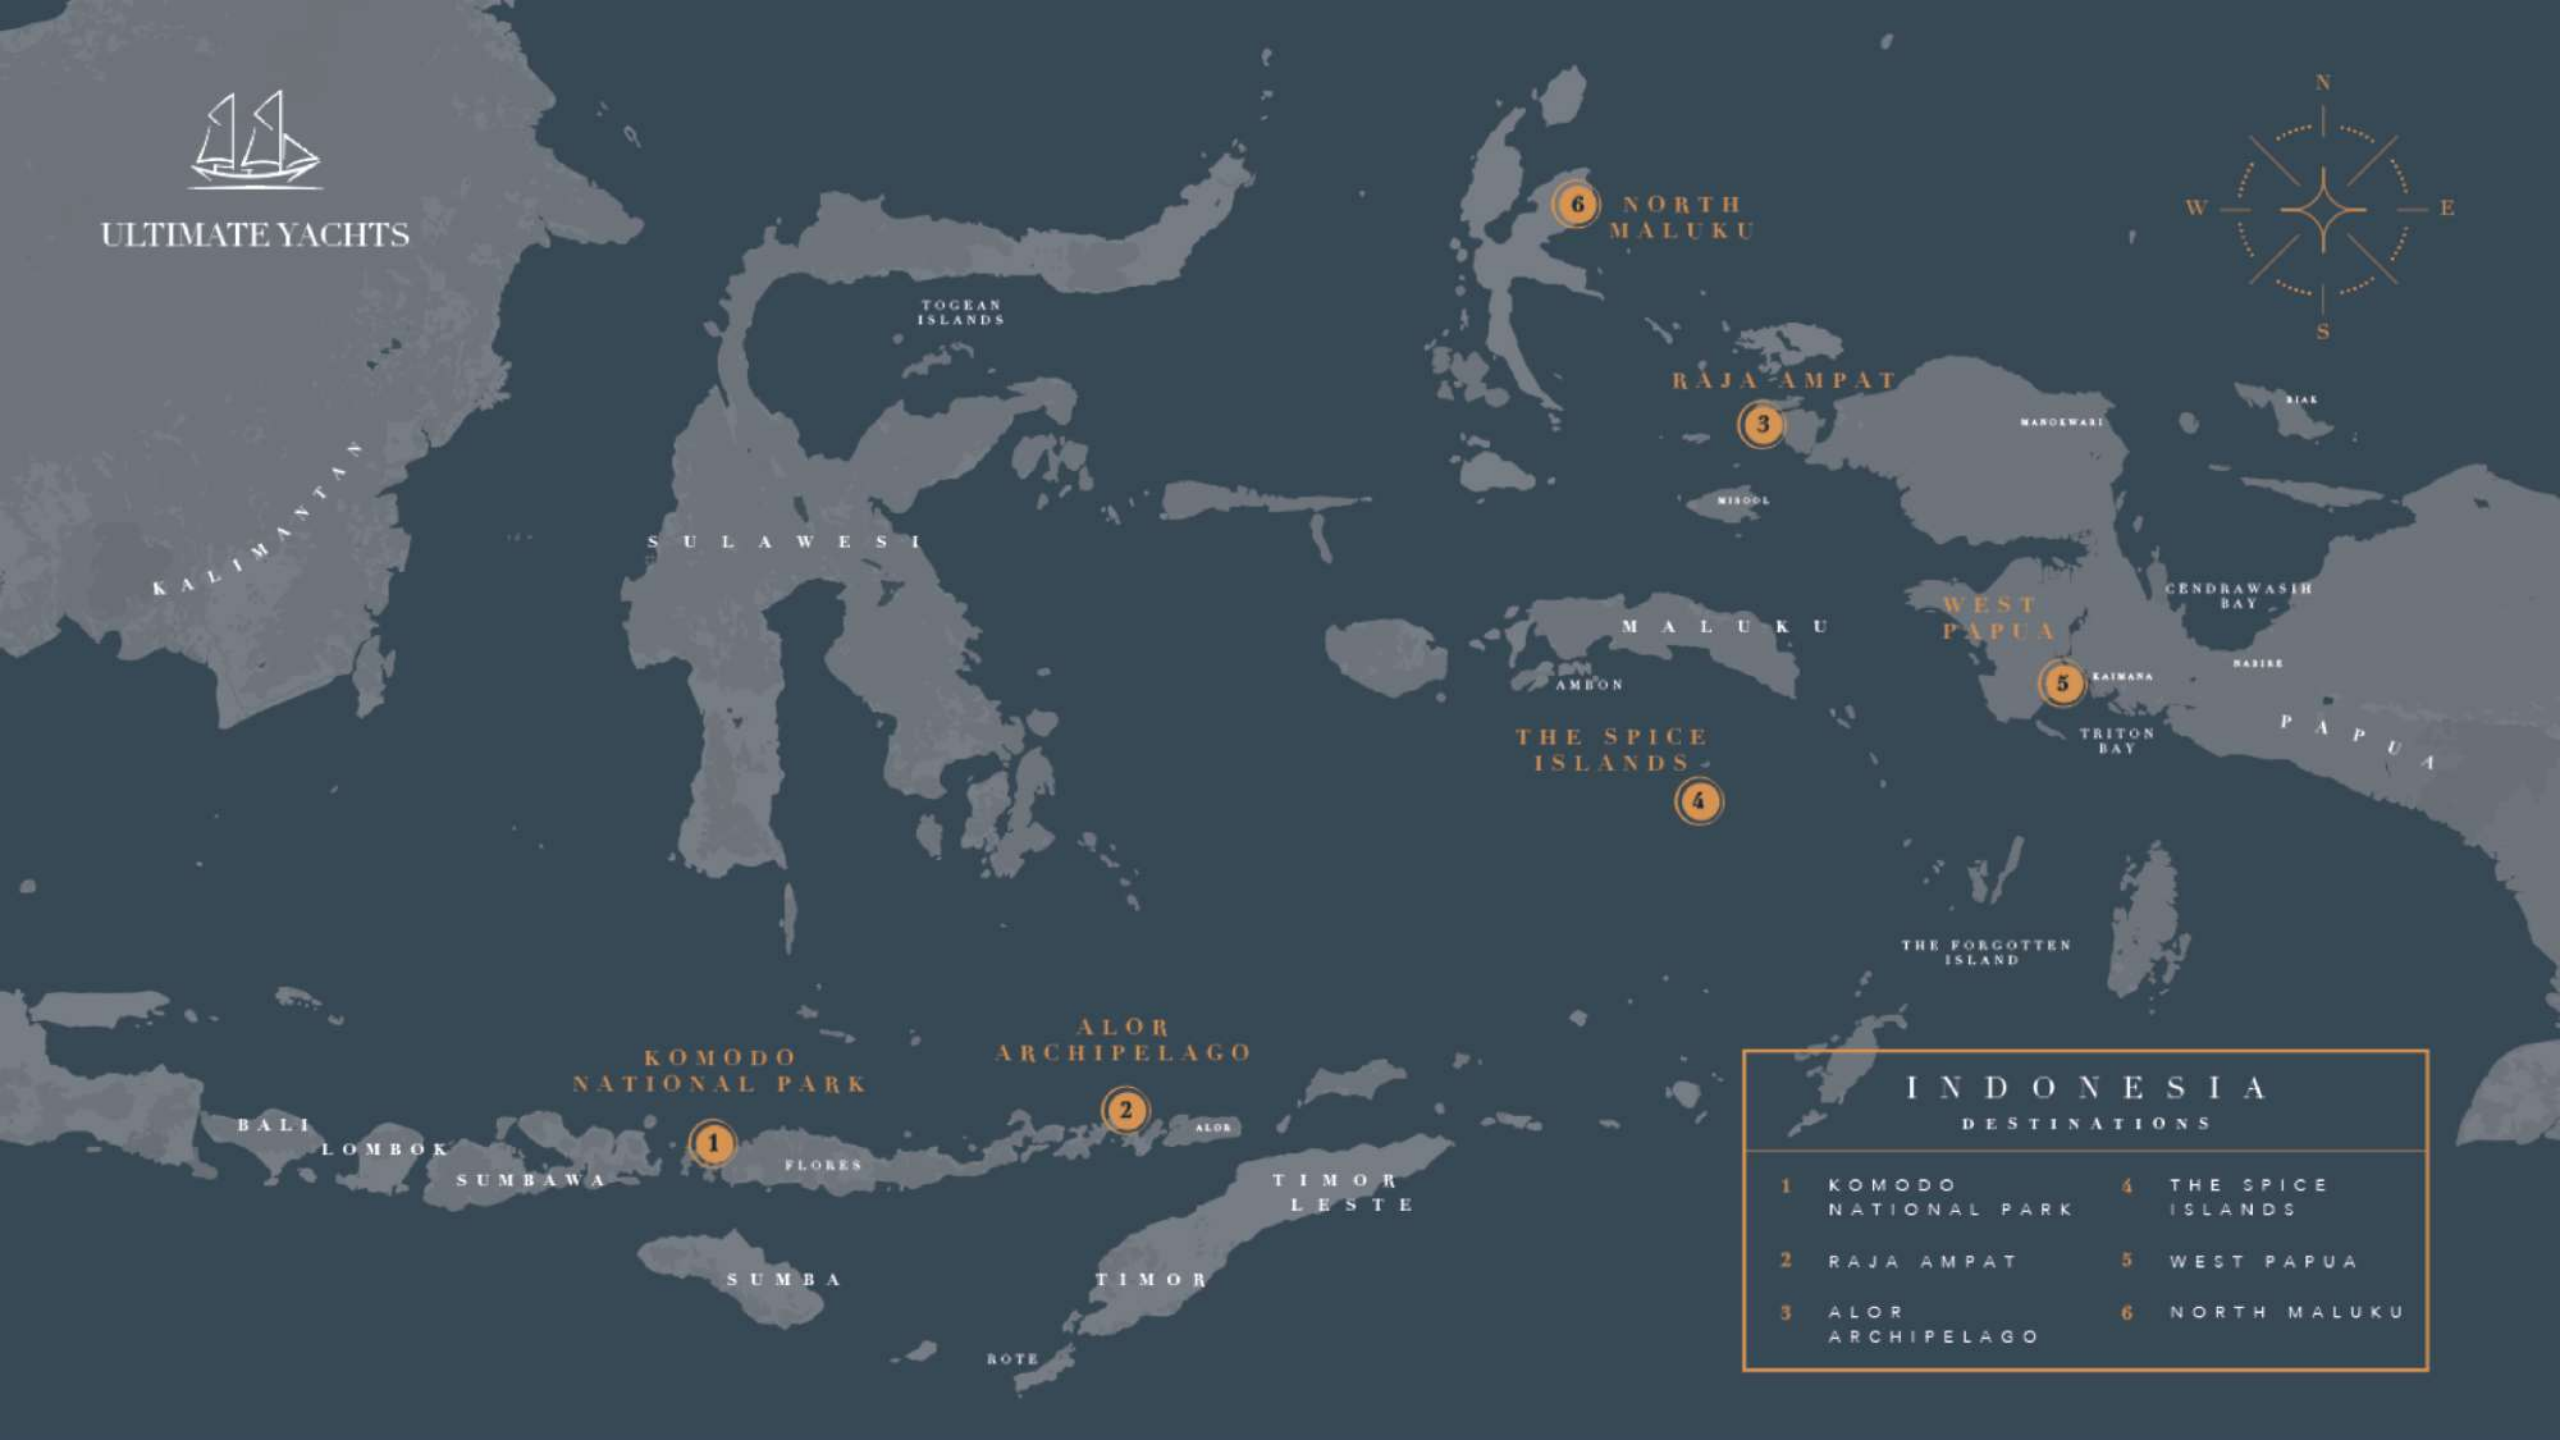 N
W
E
S
ULTIMATE YACHTS
6
NORTH
MALUKU
TOGEAN
ISLANDS
RAJA AMPAT
3
BIAK
MANOKWARI
KALIMANTAN
MISOOL
SULAWESI
CENDRAWASIH
BAY
WEST
PAPUA
MALUKU
NABIRE
5
KAIMANA
AMBON
PAPUA
TRITON
BAY
THE SPICE
ISLANDS
4
THE FORGOTTEN
ISLAND
ALOR
ARCHIPELAGO
KOMODO
NATIONAL PARK
2
1
BALI
ALOR
LOMBOK
FLORES
SUMBAWA
TIMOR
LESTE
SUMBA
TIMOR
ROTE
INDONESIA
DESTINATIONS
1 KOMODO
NATIONAL PARK
2 RAJA AMPAT
3 ALOR
ARCHIPELAGO
4 THE SPICE
ISLANDS
5 WEST PAPUA
6 NORTH MALUKU